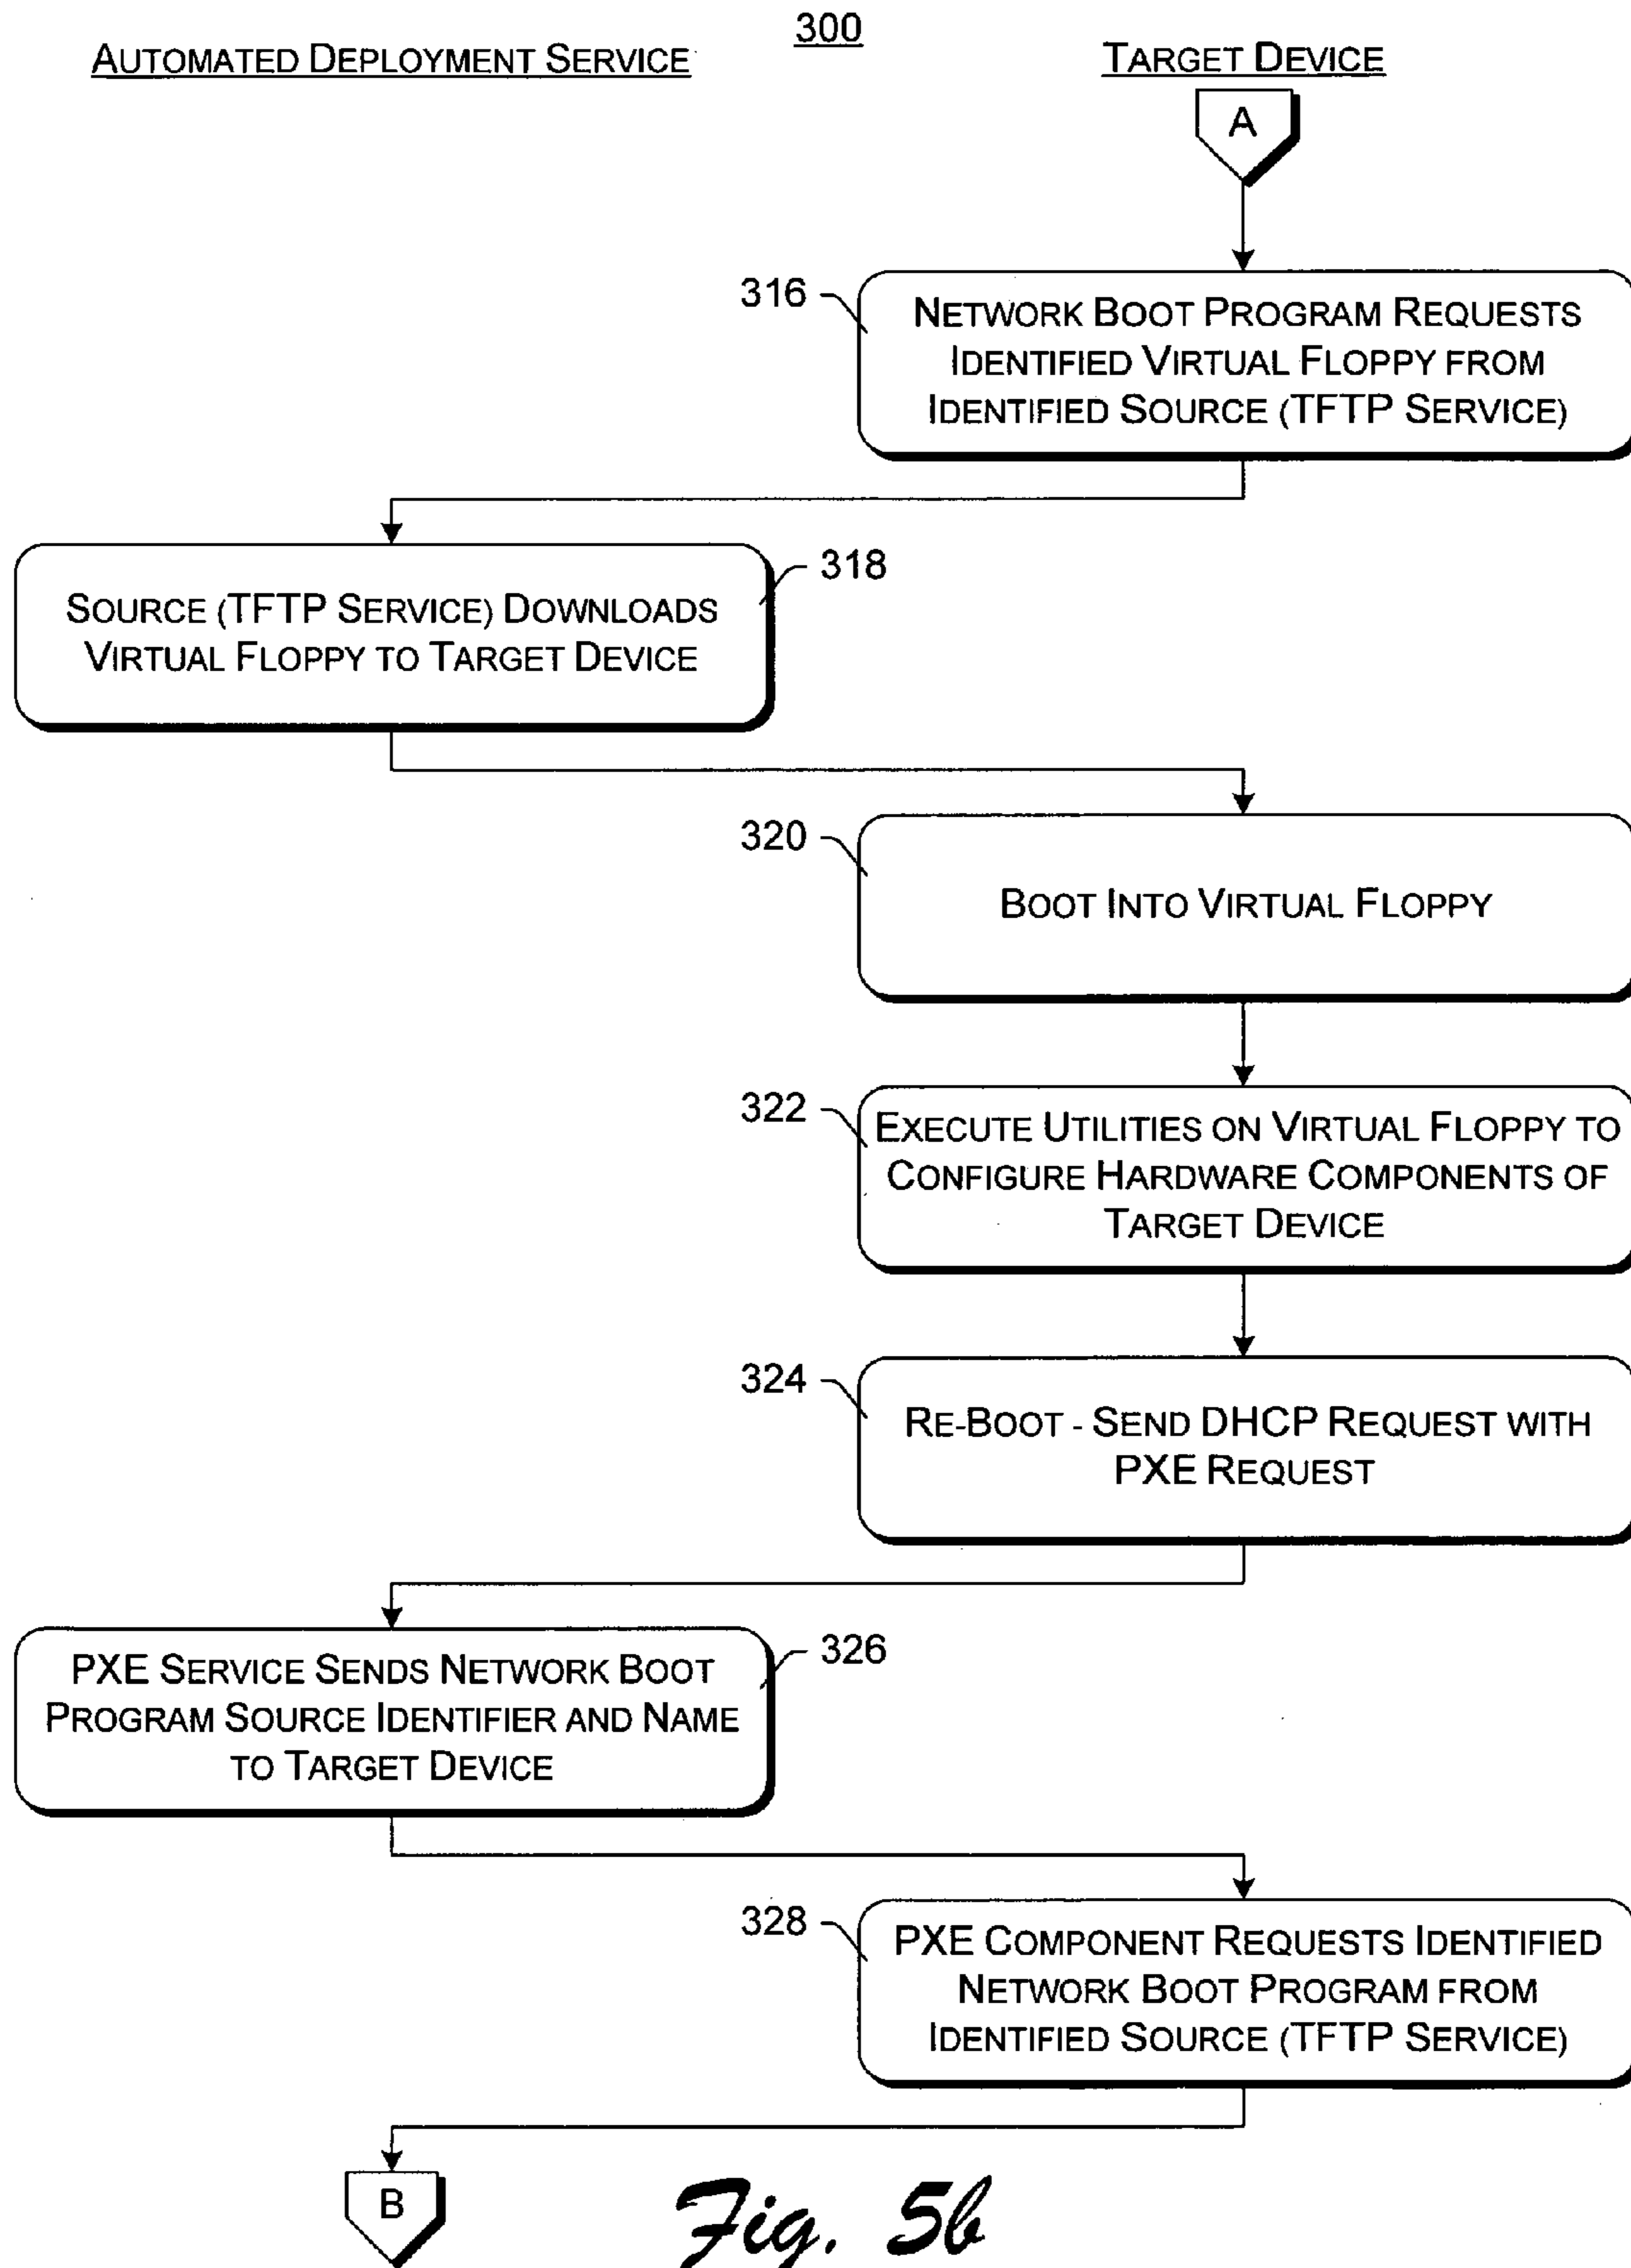 300
AUTOMATED DEPLOYMENT SERVICE
TARGET DEVICE
A
316
NETWORK BOOT PROGRAM REQUESTS
IDENTIFIED VIRTUAL FLOPPY FROM
IDENTIFIED SOURCE (TFTP SERVICE)
318
SOURCE (TFTP SERVICE) DOWNLOADS
VIRTUAL FLOPPY TO TARGET DEVICE
320
BOOT INTO VIRTUAL FLOPPY
322
EXECUTE UTILITIES ON VIRTUAL FLOPPY TO
CONFIGURE HARDWARE COMPONENTS OF
TARGET DEVICE
324
RE-BOOT - SEND DHCP REQUEST WITH
PXE REQUEST
326
PXE SERVICE SENDS NETWORK BOOT
PROGRAM SOURCE IDENTIFIER AND NAME
TO TARGET DEVICE
328
PXE COMPONENT REQUESTS IDENTIFIED
NETWORK BOOT PROGRAM FROM
IDENTIFIED SOURCE (TFTP SERVICE)
B
Fig. 5b